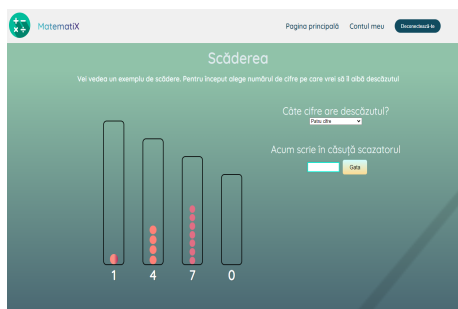 MatematiX
Pagina principală Contul meu Deconectează-te
Scăderea
Vei vedea un exemplu de scădere. Pentru început alege numărul de cifre pe care vrei să îl aibă descăzutul
Câte cifre are descăzutul?
Patru cifre
Acum scrie în căsuță scazatorul
Gata
1 4 7 0